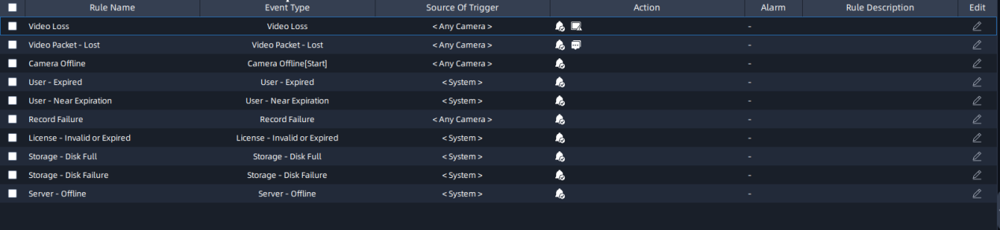 Rule Name Event Type Source Of Trigger Action Alarm Rule Description Edit
Video Loss Video Loss < Any Camera > -
Video Packet - Lost Video Packet - Lost < Any Camera > -
Camera Offline Camera Offline[Start] < Any Camera > -
User - Expired User - Expired < System > -
User - Near Expiration User - Near Expiration < System > -
Record Failure Record Failure < Any Camera > -
License - Invalid or Expired License - Invalid or Expired < System > -
Storage - Disk Full Storage - Disk Full < System > -
Storage - Disk Failure Storage - Disk Failure < System > -
Server - Offline Server - Offline < System > -